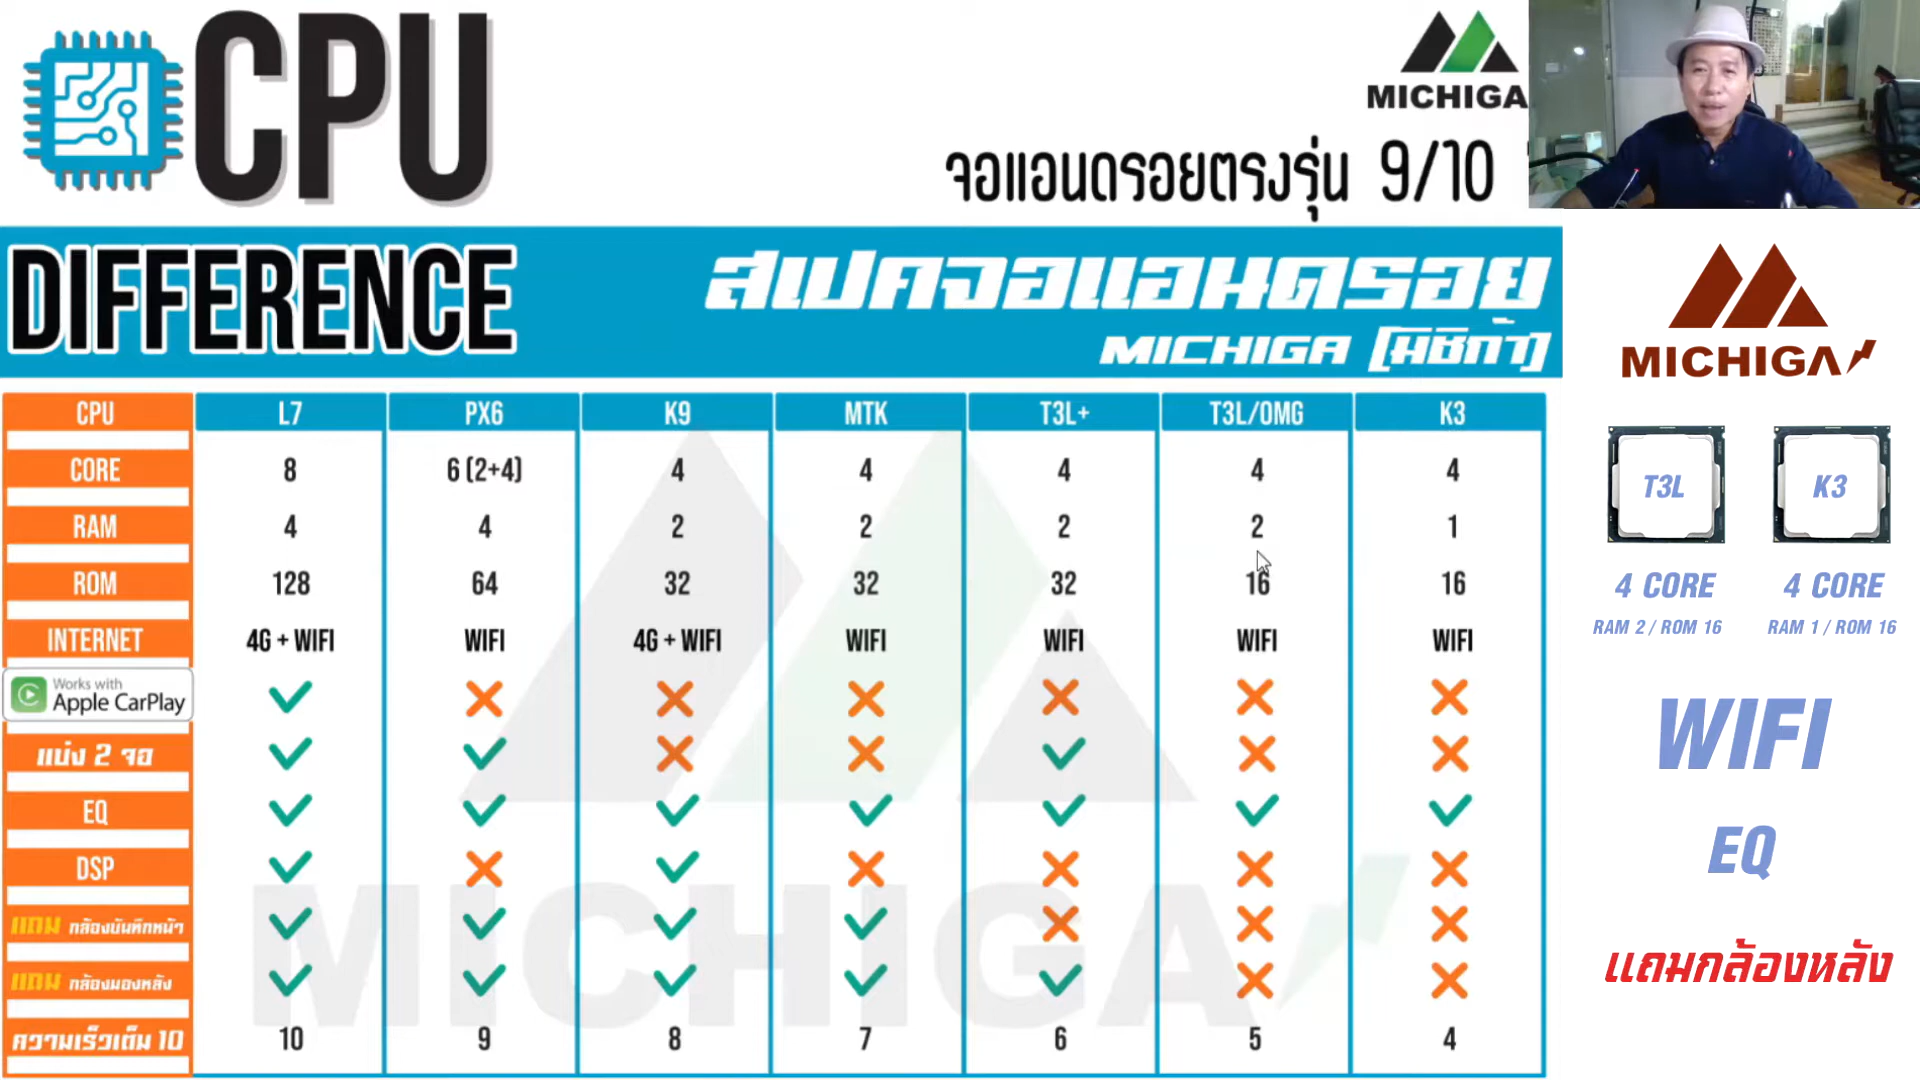 CPU
MICHIGA
จอแอนดรอยตรงรุ่น 9/10
DIFFERENCE
สเปคจอแอนดรอย
MICHIGA (มิชิก้า)
CPU L7 PX6 K9 MTK T3L+ T3L/OMG K3
CORE 8 6 (2+4) 4 4 4 4 4
RAM 4 4 2 2 2 2 1
ROM 128 64 32 32 32 16 16
INTERNET 4G + WIFI WIFI 4G + WIFI WIFI WIFI WIFI WIFI
Works with
Apple CarPlay
แบ่ง 2 จอ
EQ
DSP
แถม กล้องบันทึกหน้า
แถม กล้องมองหลัง
ความเร็วเต็ม 10 10 9 8 7 6 5 4
MICHIGA
MICHIGA
T3L K3
4 CORE 4 CORE
RAM 2 / ROM 16 RAM 1 / ROM 16
WIFI
EQ
แถมกล้องหลัง